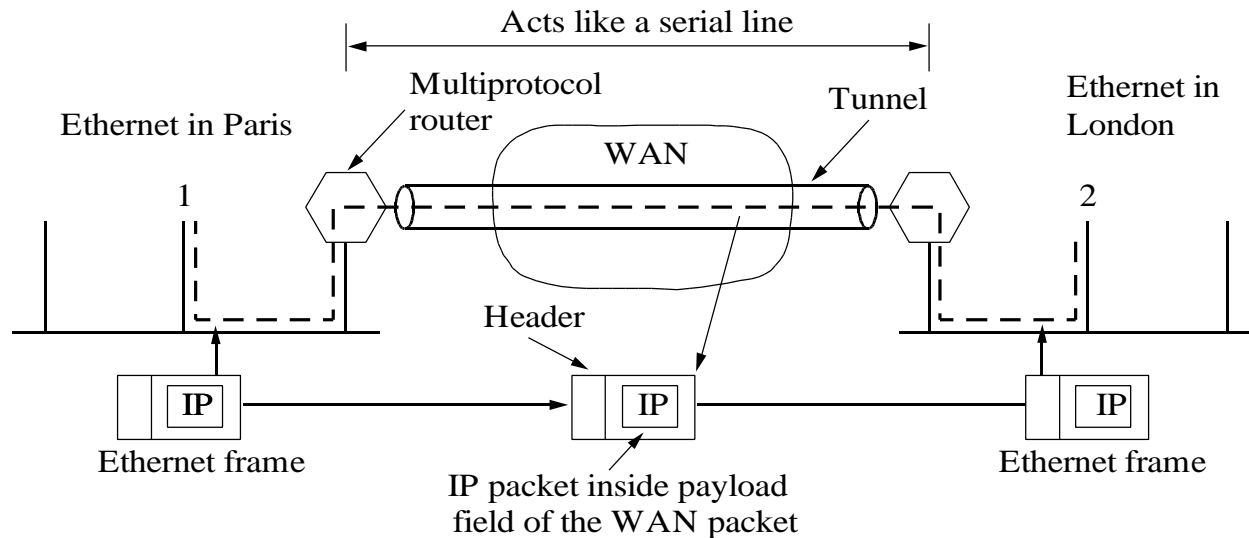 Acts like a serial line
Multiprotocol
router
Tunnel
Ethernet in
London
Ethernet in Paris
WAN
1
2
Header
IP
IP
IP
Ethernet frame
Ethernet frame
IP packet inside payload
field of the WAN packet